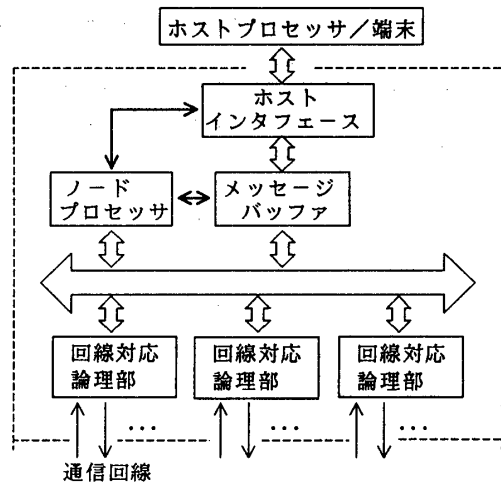 ホストプロセッサ/端末
ホスト
インタフェース
ノード
プロセッサ
メッセージ
バッファ
回線対応
論理部
回線対応
論理部
回線対応
論理部
...
...
...
通信回線